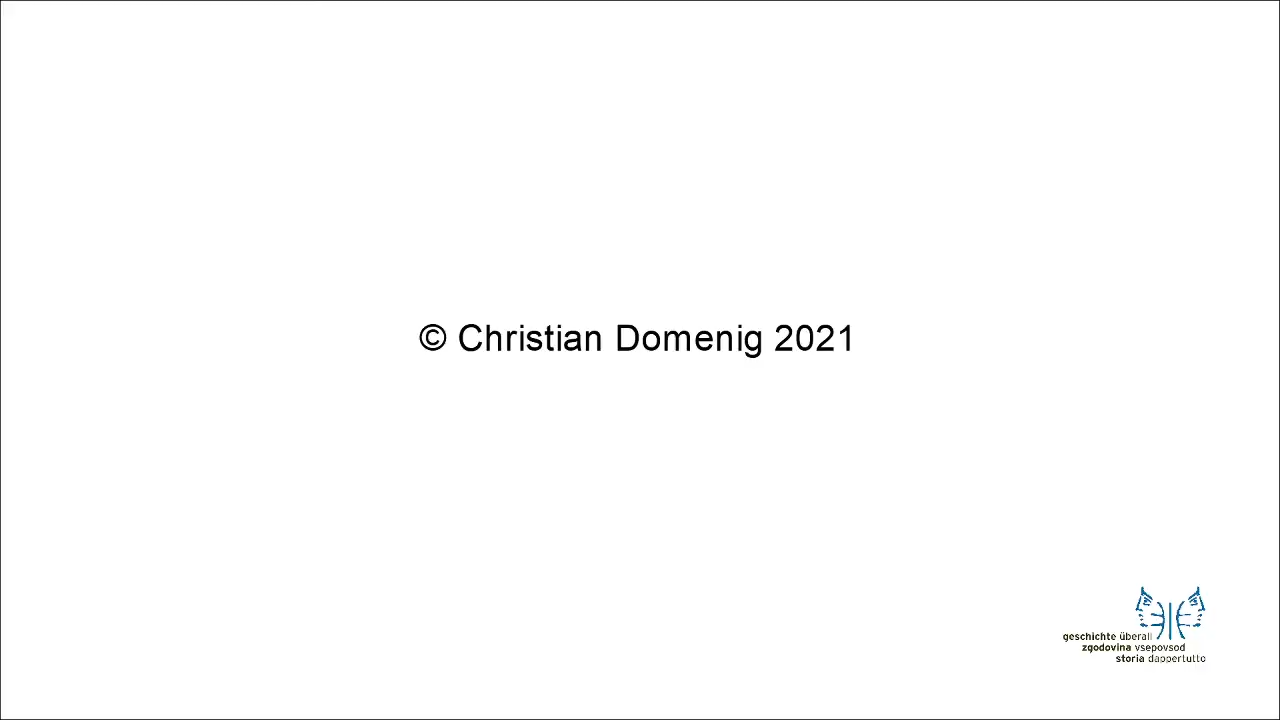 © Christian Domenig 2021
geschichte überall
zgodovina vsepovsod
storia dappertutto